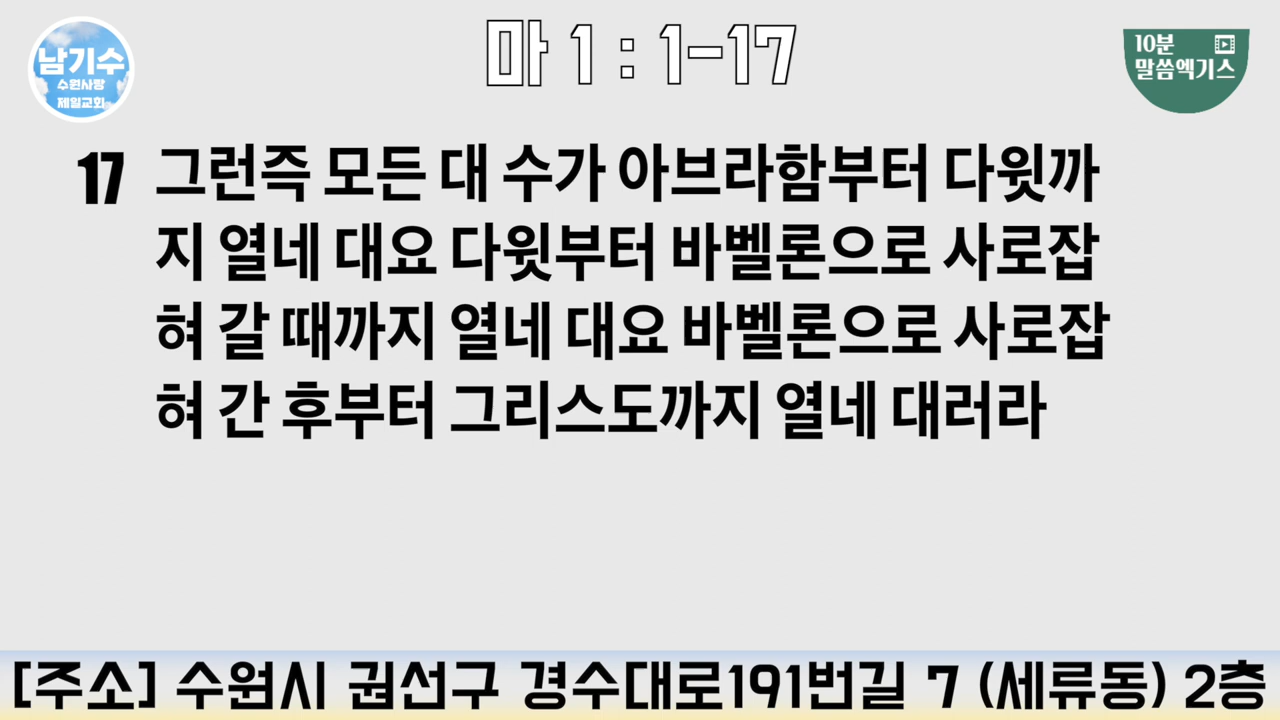 남기수
수원사랑
제일교회
마 1 : 1-17
10분
말씀엑기스
17 그런즉 모든 대 수가 아브라함부터 다윗까
지 열네 대요 다윗부터 바벨론으로 사로잡
혀 갈 때까지 열네 대요 바벨론으로 사로잡
혀 간 후부터 그리스도까지 열네 대러라
[주소] 수원시 권선구 경수대로191번길 7 (세류동) 2층